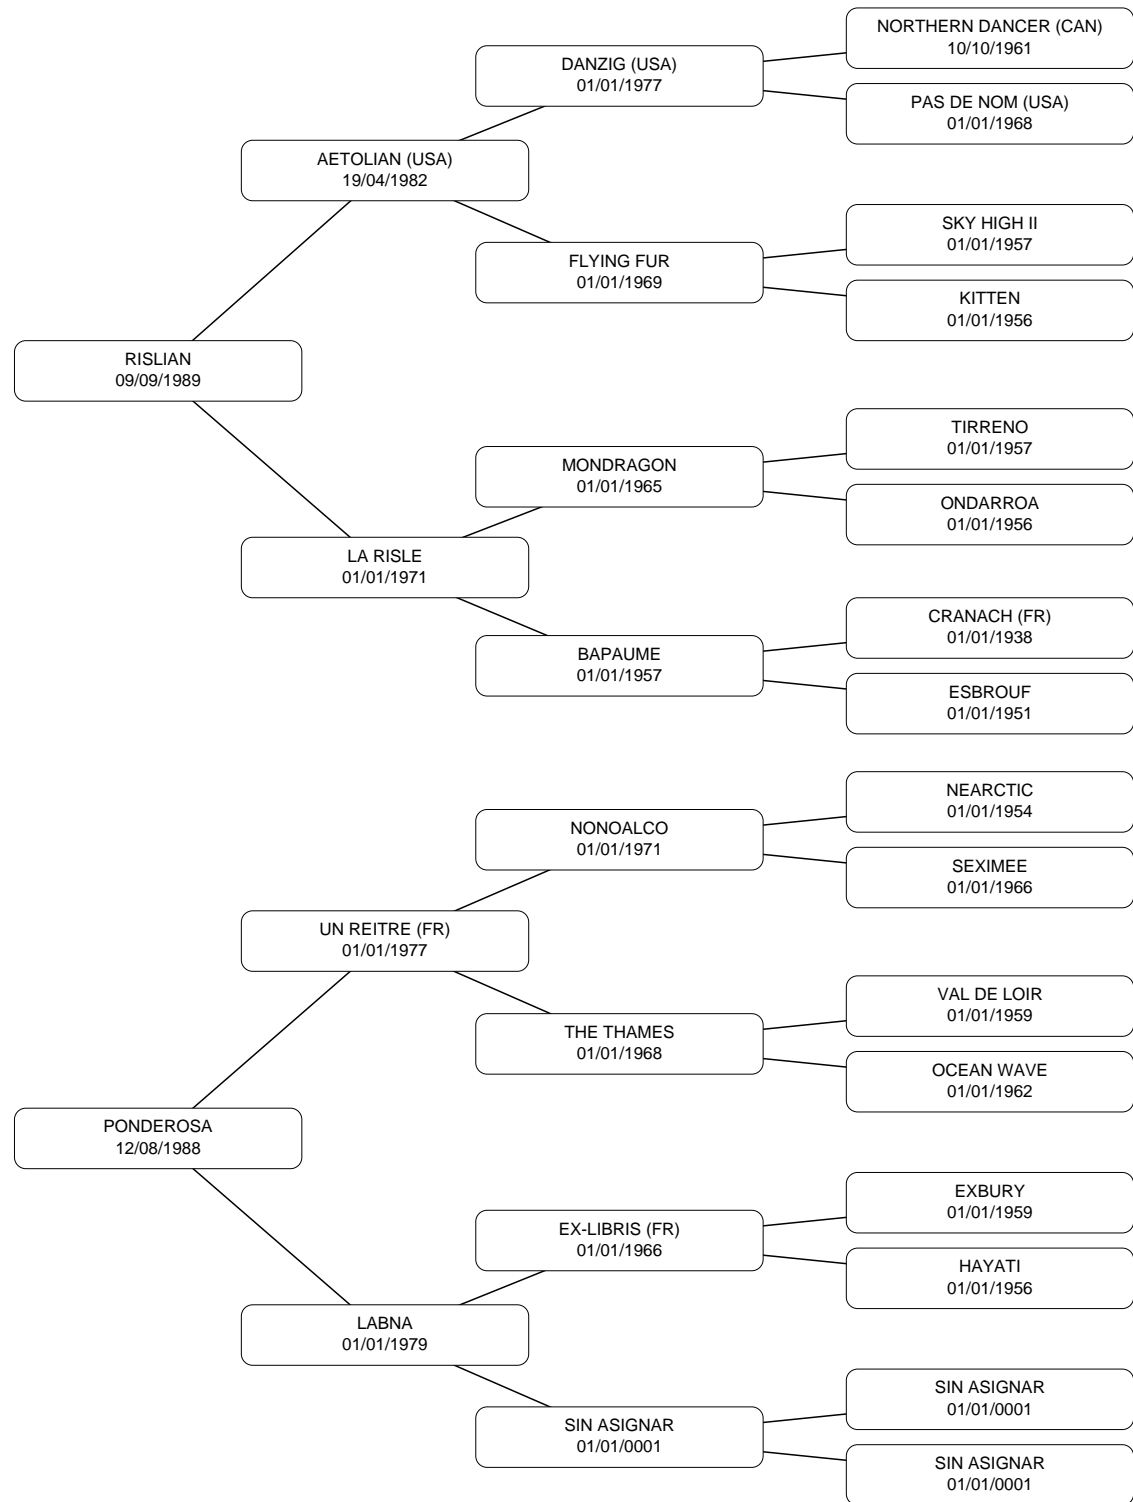 NORTHERN DANCER (CAN)
10/10/1961
DANZIG (USA)
01/01/1977
PAS DE NOM (USA)
01/01/1968
AETOLIAN (USA)
19/04/1982
SKY HIGH II
01/01/1957
FLYING FUR
01/01/1969
KITTEN
01/01/1956
RISLIAN
09/09/1989
TIRRENO
01/01/1957
MONDRAGON
01/01/1965
ONDARROA
01/01/1956
LA RISLE
01/01/1971
CRANACH (FR)
01/01/1938
BAPAUME
01/01/1957
ESBROUF
01/01/1951
NEARCTIC
01/01/1954
NONOALCO
01/01/1971
SEXIMEE
01/01/1966
UN REITRE (FR)
01/01/1977
VAL DE LOIR
01/01/1959
THE THAMES
01/01/1968
OCEAN WAVE
01/01/1962
PONDEROSA
12/08/1988
EXBURY
01/01/1959
EX-LIBRIS (FR)
01/01/1966
HAYATI
01/01/1956
LABNA
01/01/1979
SIN ASIGNAR
01/01/0001
SIN ASIGNAR
01/01/0001
SIN ASIGNAR
01/01/0001